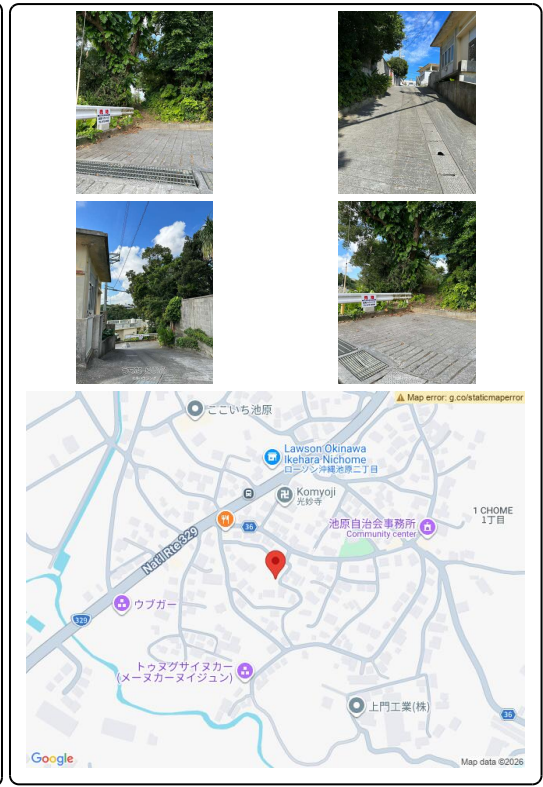 Map error: g.co/staticmaperror
ここいち池原
Lawson Okinawa
Ikehara Nichome
ローソン沖縄池原二丁目
Komyoji
光妙寺
36
池原自治会事務所
Community center
1 CHOME
1丁目
Nat'l Rte 329
329
ウブガー
トゥヌグサイヌカー
(メーヌカーヌイジュン)
上門工業(株)
36
Google
Map data ©2026